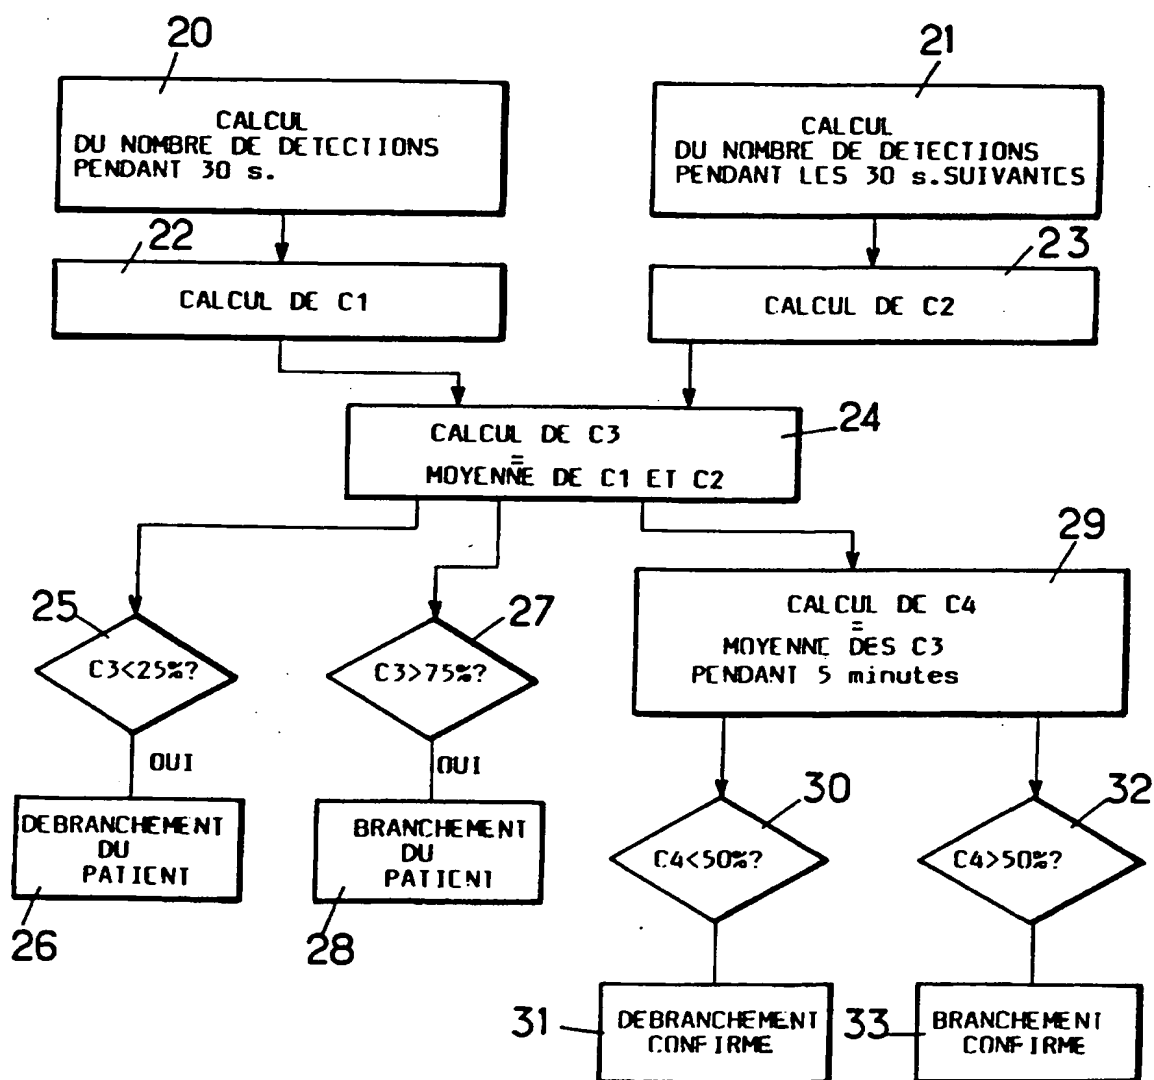 20
21
CALCUL
DU NOMBRE DE DETECTIONS
PENDANT 30 s.
CALCUL
DU NOMBRE DE DETECTIONS
PENDANT LES 30 s.SUIVANTES
22
23
CALCUL DE C1
CALCUL DE C2
24
CALCUL DE C3
=
MOYENNE DE C1 ET C2
29
CALCUL DE C4
=
MOYENNE DES C3
PENDANT 5 minutes
25
C3<25%?
27
C3>75%?
OUI
OUI
DEBRANCHEMENT
DU
PATIENT
26
BRANCHEMENT
DU
PATIENT
28
30
C4<50%?
32
C4>50%?
31
DEBRANCHEMENT
CONFIRME
33
BRANCHEMENT
CONFIRME